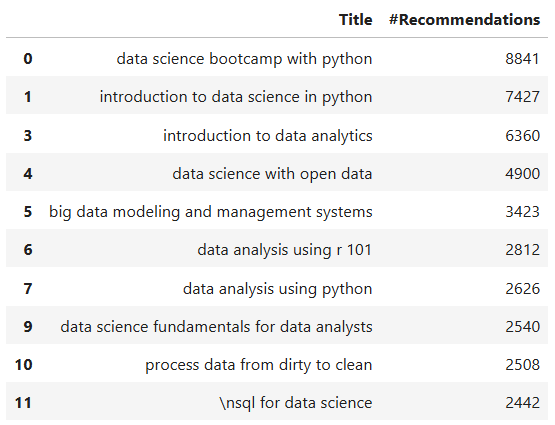 Title #Recommendations
0 data science bootcamp with python 8841
1 introduction to data science in python 7427
3 introduction to data analytics 6360
4 data science with open data 4900
5 big data modeling and management systems 3423
6 data analysis using r 101 2812
7 data analysis using python 2626
9 data science fundamentals for data analysts 2540
10 process data from dirty to clean 2508
11 \nsql for data science 2442